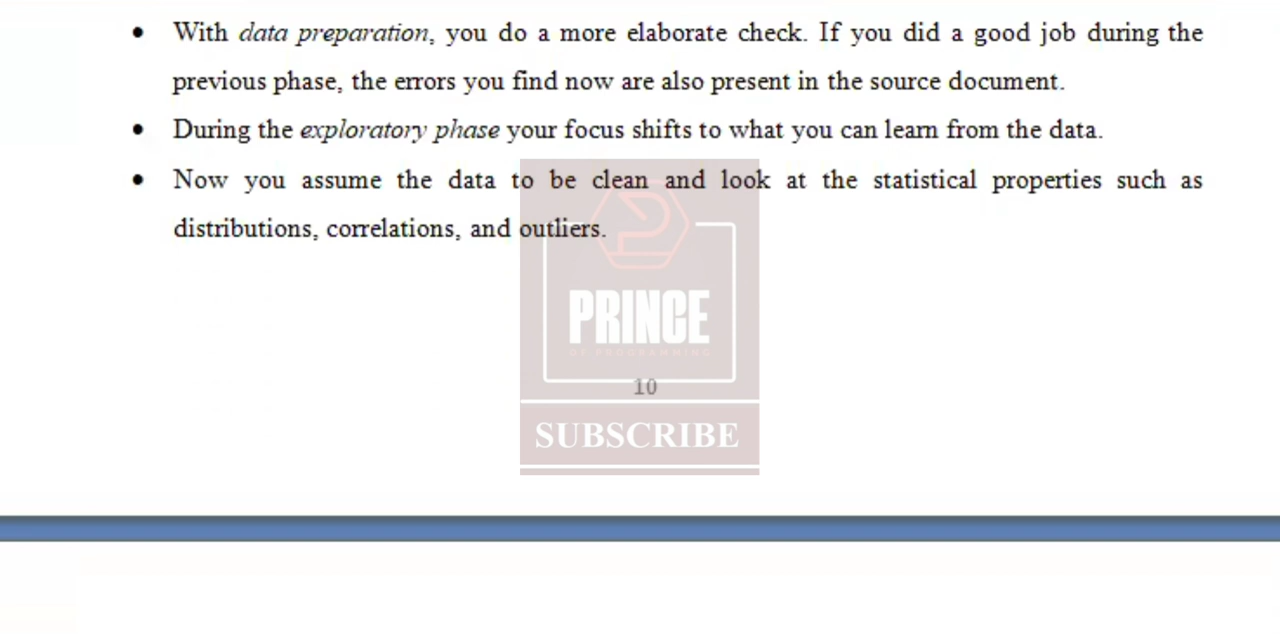 • With data preparation, you do a more elaborate check. If you did a good job during the
previous phase, the errors you find now are also present in the source document.
• During the exploratory phase your focus shifts to what you can learn from the data.
• Now you assume the data to be clean and look at the statistical properties such as
distributions, correlations, and outliers.
PRINCE
OF PROGRAMMING
10
SUBSCRIBE